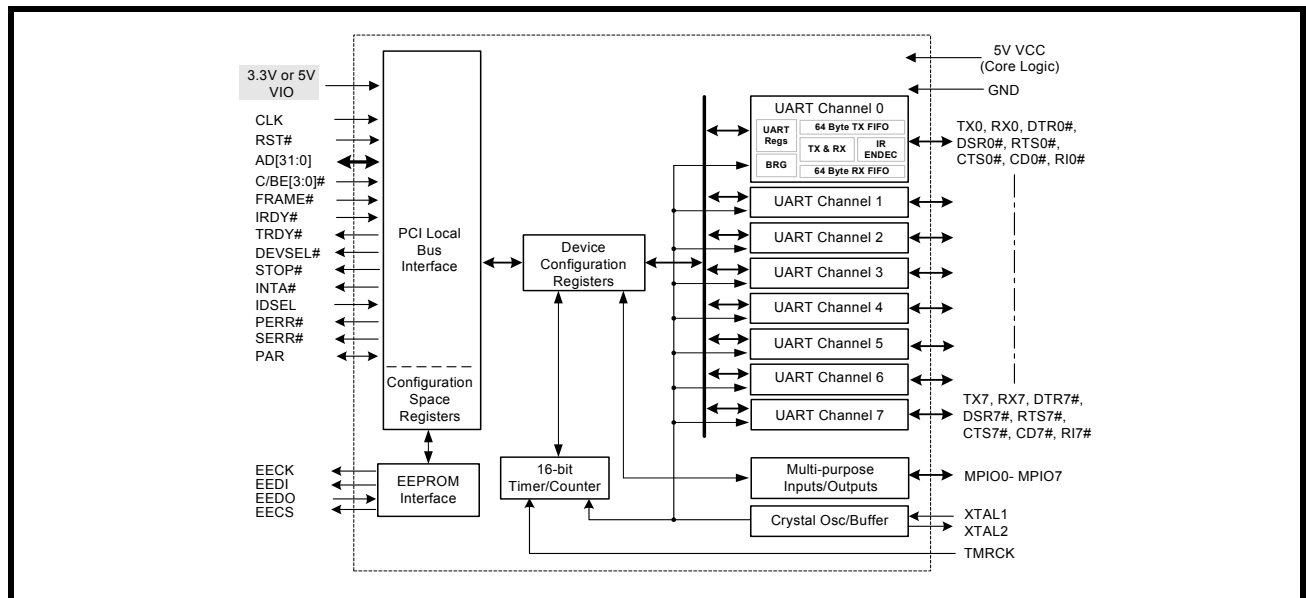 3.3V or 5V
VIO
CLK
RST#
AD[31:0]
C/BE[3:0]#
FRAME#
IRDY#
TRDY#
DEVSEL#
STOP#
INTA#
IDSEL
PERR#
SERR#
PAR
EECK
EEDI
EEDO
EECS
PCI Local
Bus
Interface
Configuration
Space
Registers
EEPROM
Interface
Device
Configuration
Registers
16-bit
Timer/Counter
UART Channel 0
UART
Regs
64 Byte TX FIFO
TX & RX
IR
ENDEC
BRG
64 Byte RX FIFO
UART Channel 1
UART Channel 2
UART Channel 3
UART Channel 4
UART Channel 5
UART Channel 6
UART Channel 7
Multi-purpose
Inputs/Outputs
Crystal Osc/Buffer
5V VCC
(Core Logic)
GND
TX0, RX0, DTR0#,
DSR0#, RTS0#,
CTS0#, CD0#, RI0#
TX7, RX7, DTR7#,
DSR7#, RTS7#,
CTS7#, CD7#, RI7#
MPIO0- MPIO7
XTAL1
XTAL2
TMRCK